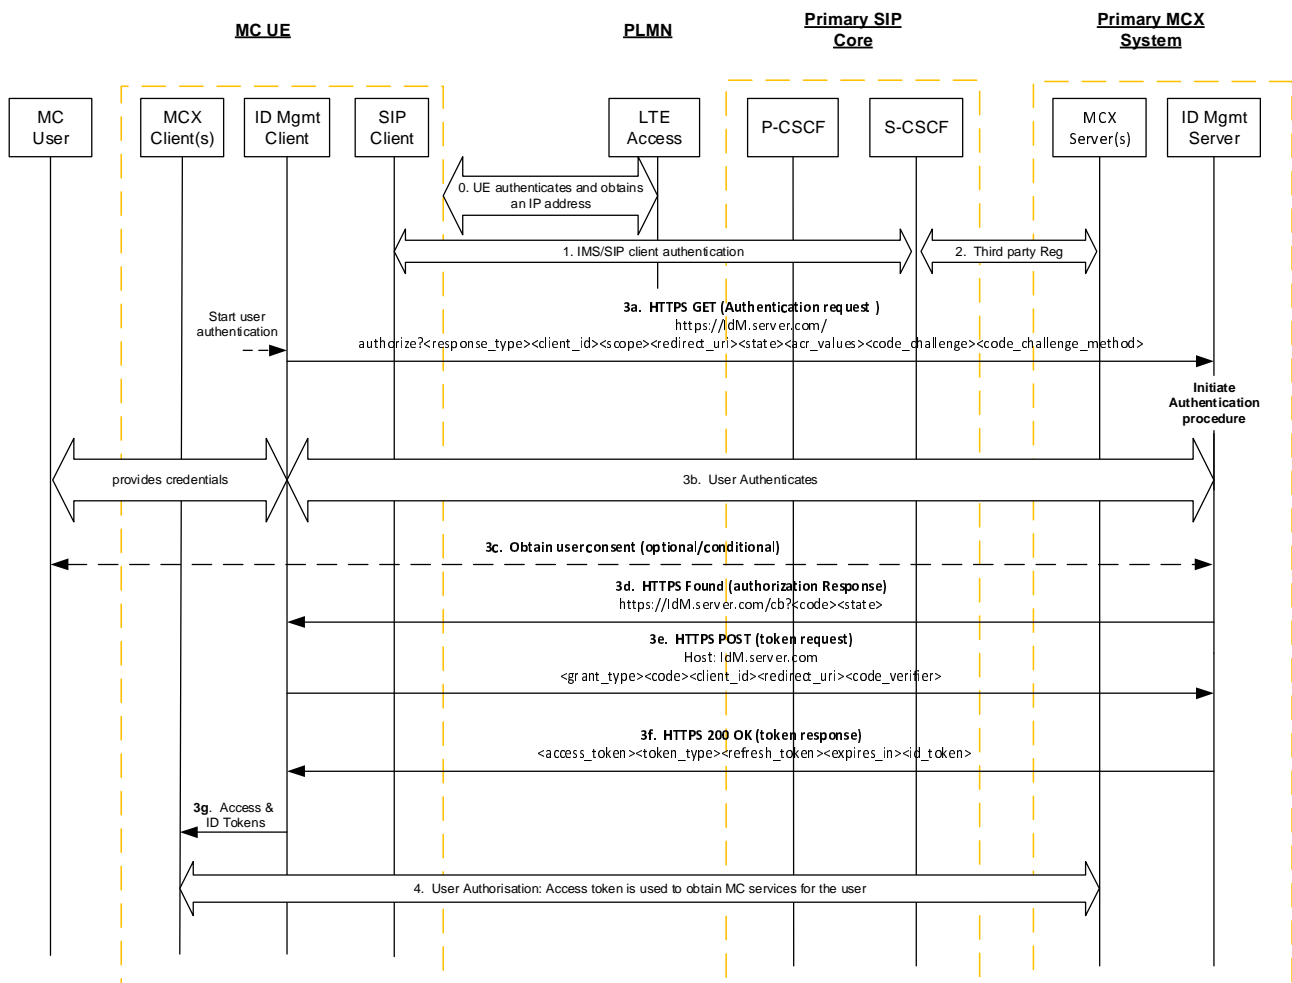 MC UE
PLMN
Primary SIP
Core
Primary MCX
System
MC
User
MCX
Client(s)
ID Mgmt
Client
SIP
Client
LTE
Access
P-CSCF
S-CSCF
MCX
Server(s)
ID Mgmt
Server
0. UE authenticates and obtains
an IP address
1. IMS/SIP client authentication
2. Third party Reg
Start user
authentication
3a. HTTPS GET (Authentication request )
https://IdM.server.com/
authorize?<response_type><client_id><scope><redirect_uri><state><acr_values><code_challenge><code_challenge_method>
Initiate
Authentication
procedure
provides credentials
3b. User Authenticates
3c. Obtain user consent (optional/conditional)
3d. HTTPS Found (authorization Response)
https://IdM.server.com/cb?<code><state>
3e. HTTPS POST (token request)
Host: IdM.server.com
<grant_type><code><client_id><redirect_uri><code_verifier>
3f. HTTPS 200 OK (token response)
<access_token><token_type><refresh_token><expires_in><id_token>
3g. Access &
ID Tokens
4. User Authorisation: Access token is used to obtain MC services for the user